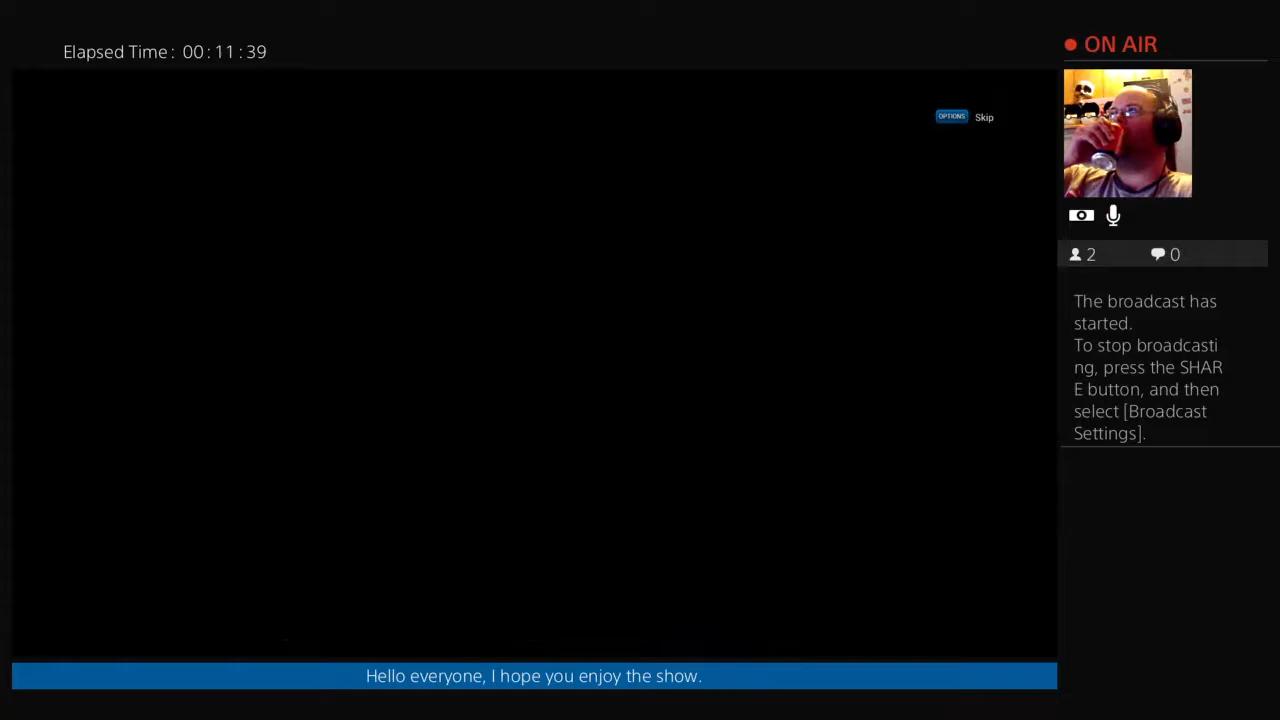 Elapsed Time: 00:11:39
ON AIR
OPTIONS Skip
2 0
The broadcast has
started.
To stop broadcasti
ng, press the SHAR
E button, and then
select [Broadcast
Settings].
Hello everyone, I hope you enjoy the show.